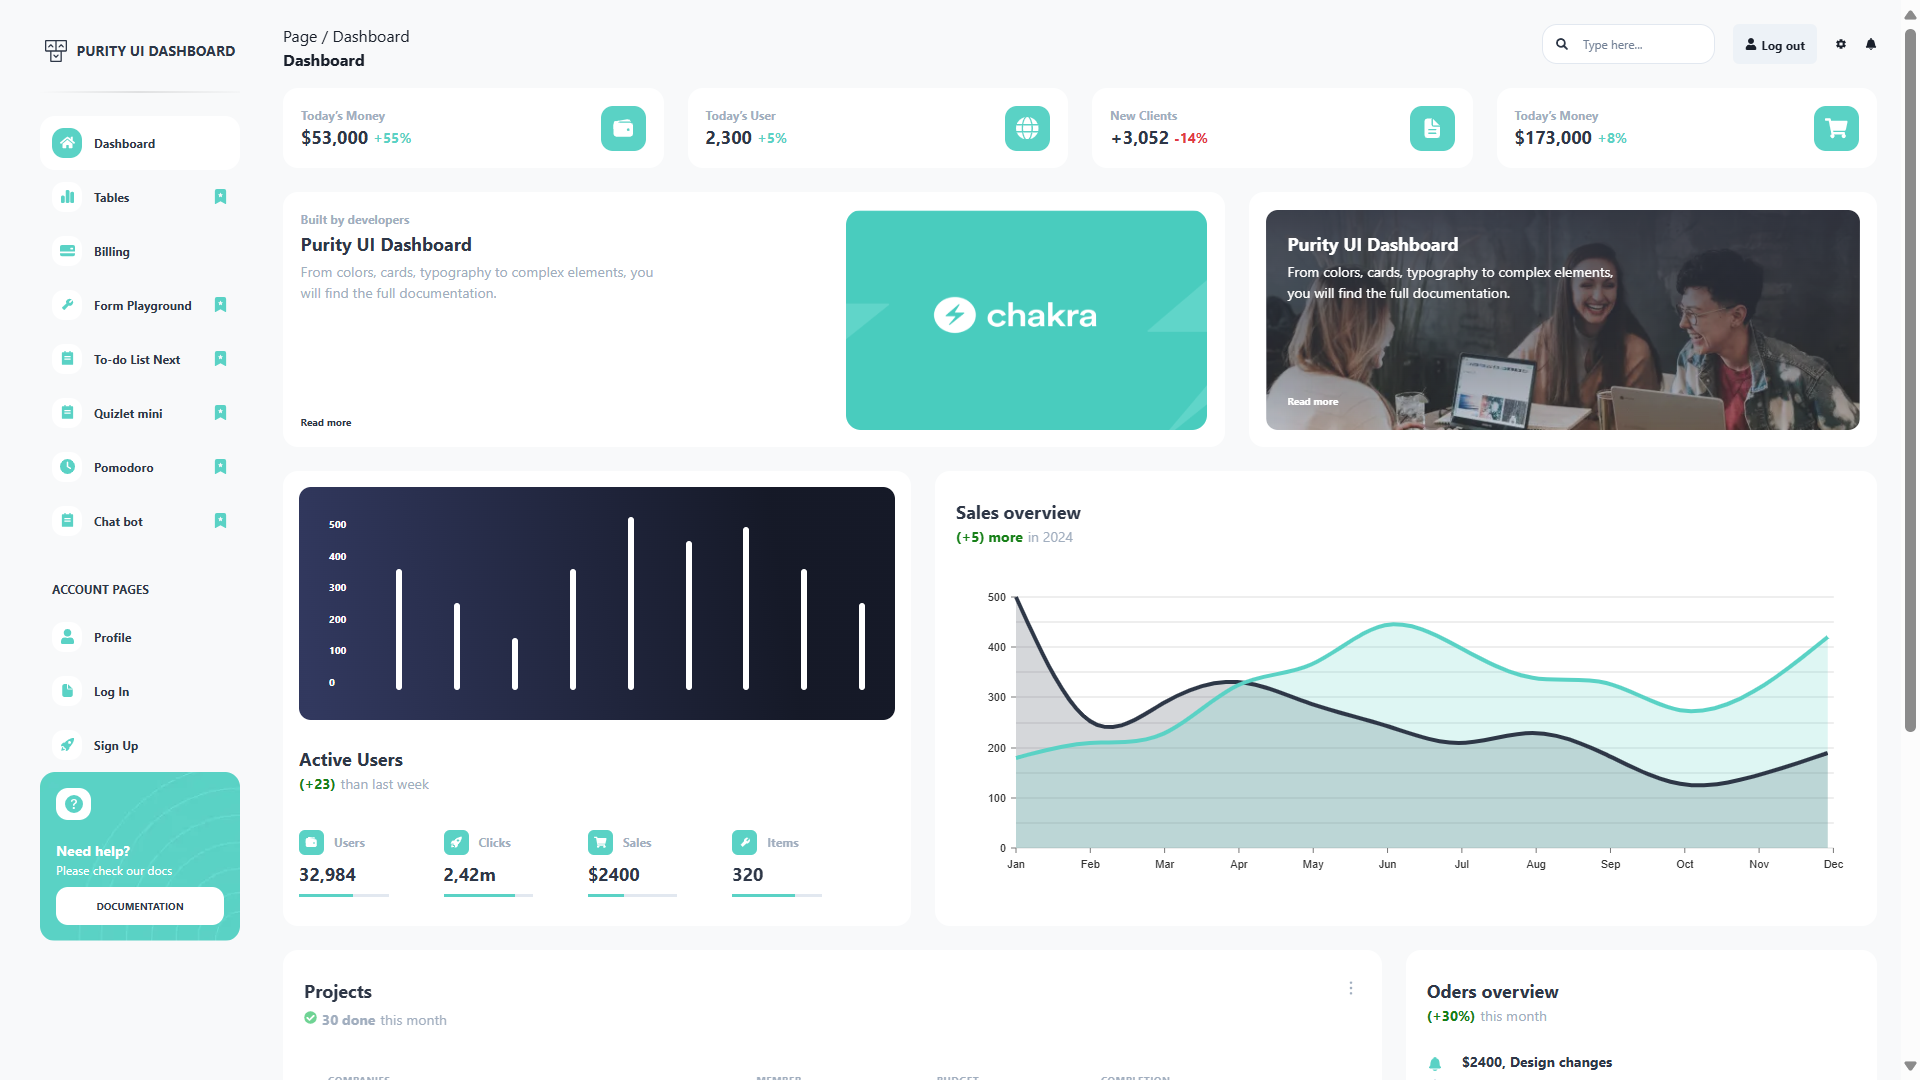 PURITY UI DASHBOARD
Dashboard
Tables
Billing
Form Playground
To-do List Next
Quizlet mini
Pomodoro
Chat bot
ACCOUNT PAGES
Profile
Log In
Sign Up
Need help?
Please check our docs
DOCUMENTATION
Page / Dashboard
Dashboard
Type here...
Log out
Today's Money
$53,000 +55%
Today's User
2,300 +5%
New Clients
+3,052 -14%
Today's Money
$173,000 +8%
Built by developers
Purity UI Dashboard
From colors, cards, typography to complex elements, you
will find the full documentation.
Read more
chakra
Purity UI Dashboard
From colors, cards, typography to complex elements,
you will find the full documentation.
Read more
500
400
300
200
100
0
Active Users
(+23) than last week
Users
32,984
Clicks
2,42m
Sales
$2400
Items
320
Sales overview
(+5) more in 2024
500
400
300
200
100
0
Jan Feb Mar Apr May Jun Jul Aug Sep Oct Nov Dec
Projects
30 done this month
COMPANIES MEMBER BUDGET COMPLETION
Oders overview
(+30%) this month
$2400, Design changes